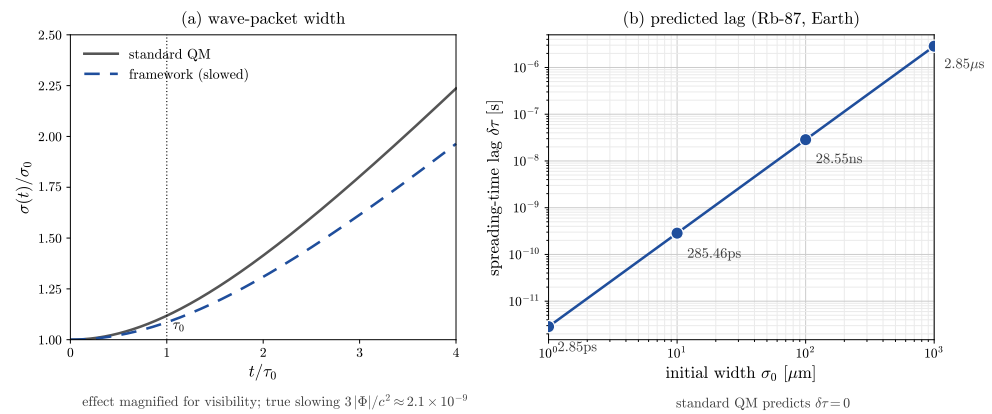 (a) wave-packet width
2.50
2.25
2.00
1.75
1.50
1.25
1.00
σ(t)/σ₀
standard QM
framework (slowed)
τ₀
0 1 2 3 4
t/τ₀
effect magnified for visibility; true slowing 3 |Φ|/c² ≈ 2.1 × 10⁻⁹
(b) predicted lag (Rb-87, Earth)
10⁻⁶
10⁻⁷
10⁻⁸
10⁻⁹
10⁻¹⁰
10⁻¹¹
spreading-time lag δτ [s]
2.85μs
28.55ns
285.46ps
2.85ps
10⁰ 10¹ 10² 10³
initial width σ₀ [μm]
standard QM predicts δτ = 0